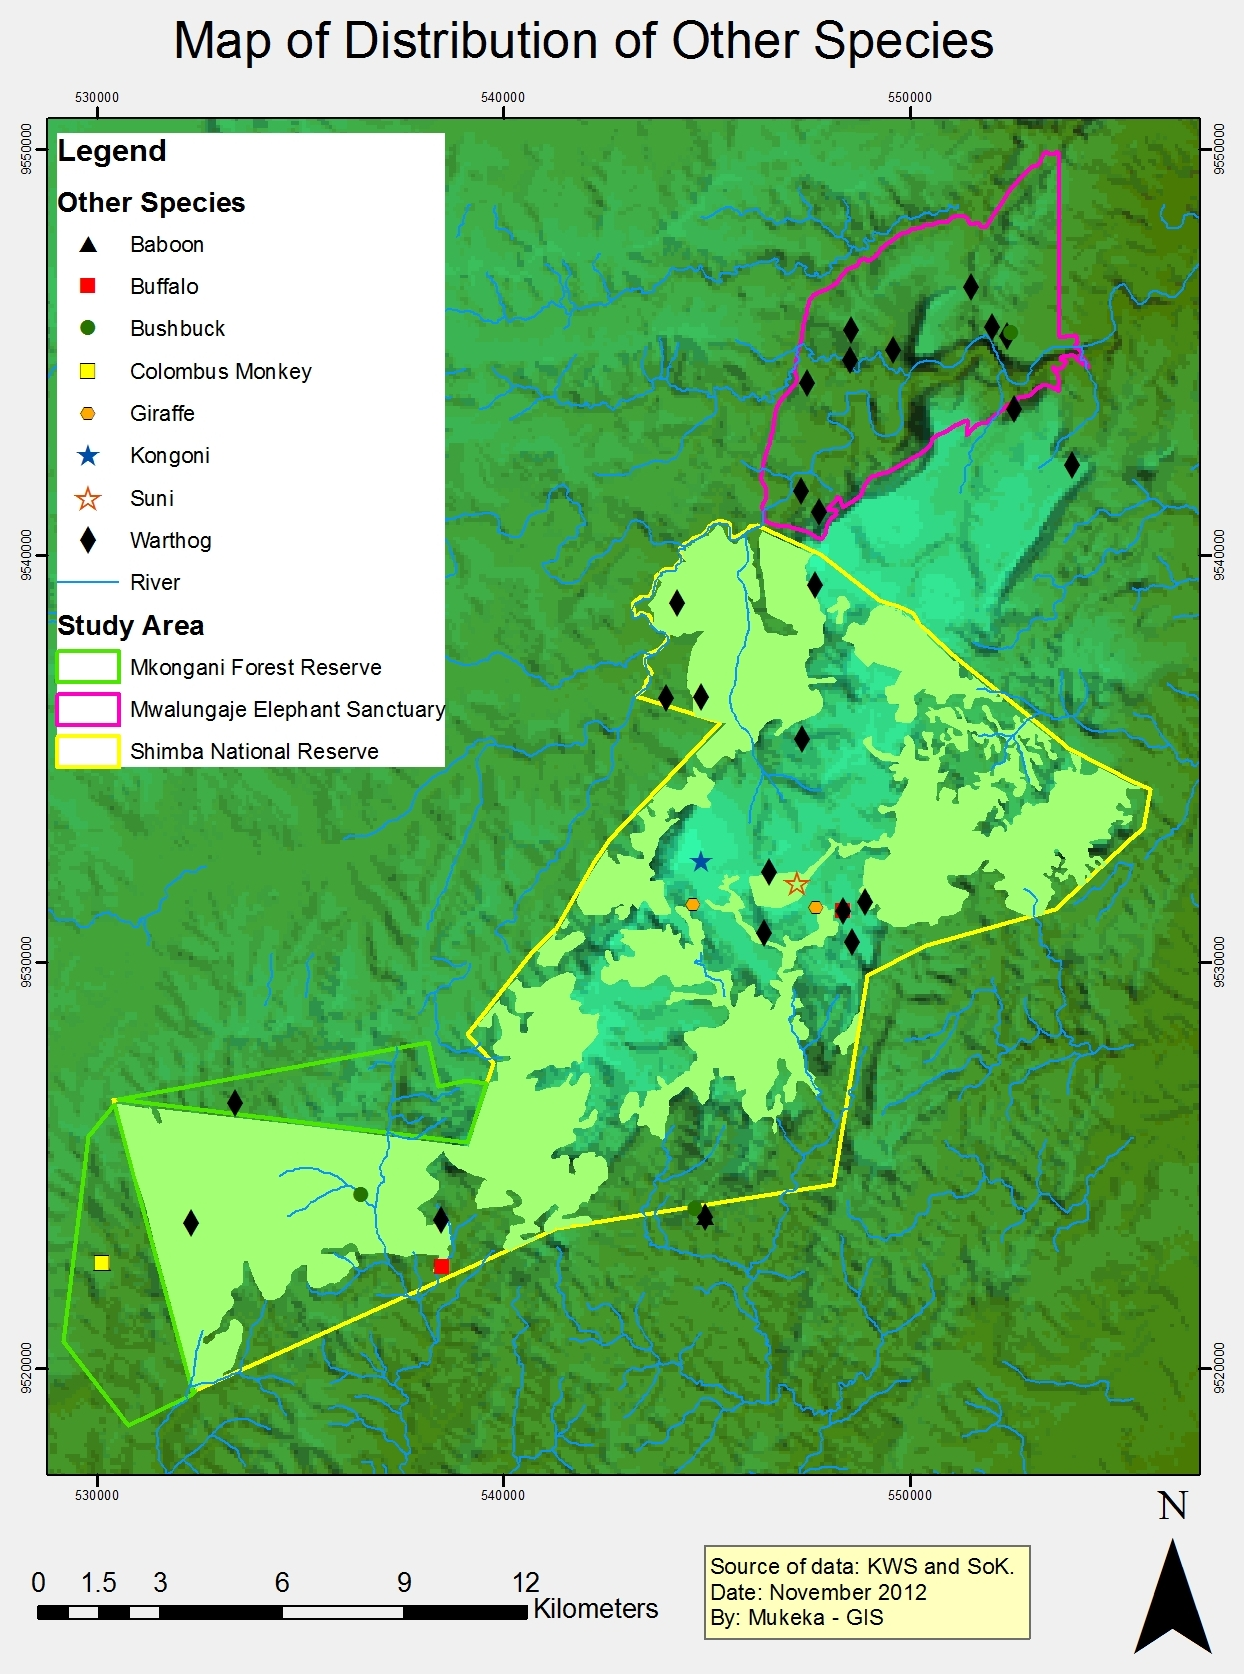 Map of Distribution of Other Species
530000
540000
550000
9550000
9550000
Legend
Other Species
Baboon
Buffalo
Bushbuck
Colombus Monkey
Giraffe
Kongoni
Suni
Warthog
River
Study Area
Mkongani Forest Reserve
Mwalungaje Elephant Sanctuary
Shimba National Reserve
9540000
9540000
9530000
9530000
9520000
9520000
530000
540000
550000
N
0 1.5 3 6 9 12
Kilometers
Source of data: KWS and SoK.
Date: November 2012
By: Mukeka - GIS